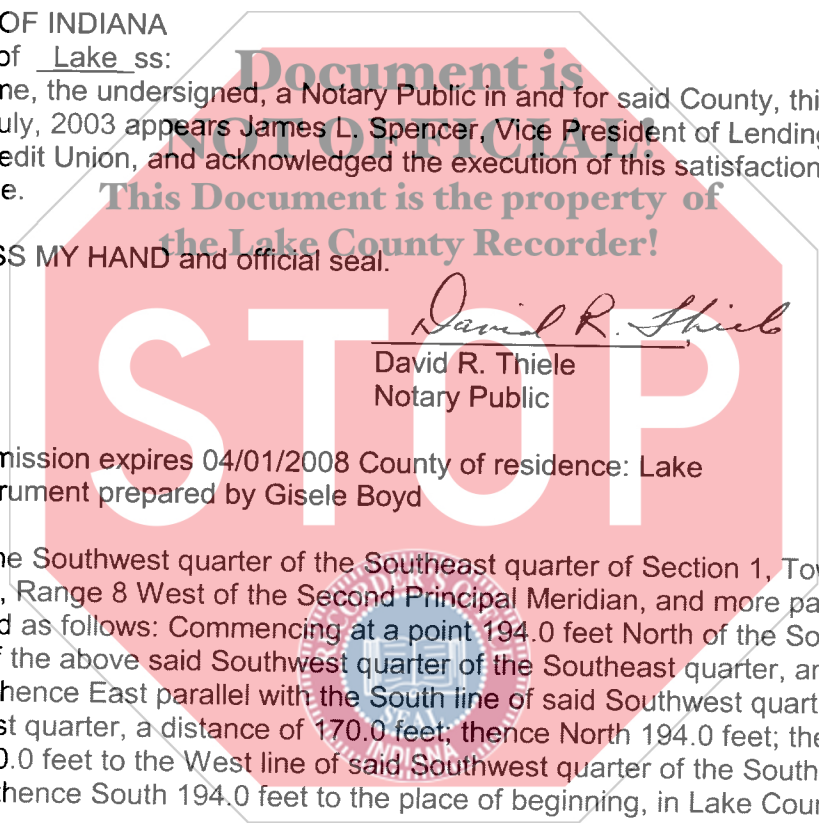 OF INDIANA
of Lake ss:
Document is
ne, the undersigned, a Notary Public in and for said County, thi
uly, 2003 appears James L. Spencer, Vice President of Lending
NOT OFFICIAL!
edit Union, and acknowledged the execution of this satisfaction
e.
This Document is the property of
the Lake County Recorder!
SS MY HAND and official seal.
David R. Thiele
David R. Thiele
Notary Public
STOP
mission expires 04/01/2008 County of residence: Lake
rument prepared by Gisele Boyd
ne Southwest quarter of the Southeast quarter of Section 1, Tow
, Range 8 West of the Second Principal Meridian, and more pa
d as follows: Commencing at a point 194.0 feet North of the So
f the above said Southwest quarter of the Southeast quarter, an
hence East parallel with the South line of said Southwest quart
st quarter, a distance of 170.0 feet; thence North 194.0 feet; the
0.0 feet to the West line of said Southwest quarter of the South
hence South 194.0 feet to the place of beginning, in Lake Coun
RECORDER'S OFFICE
SEAL
INDIANA